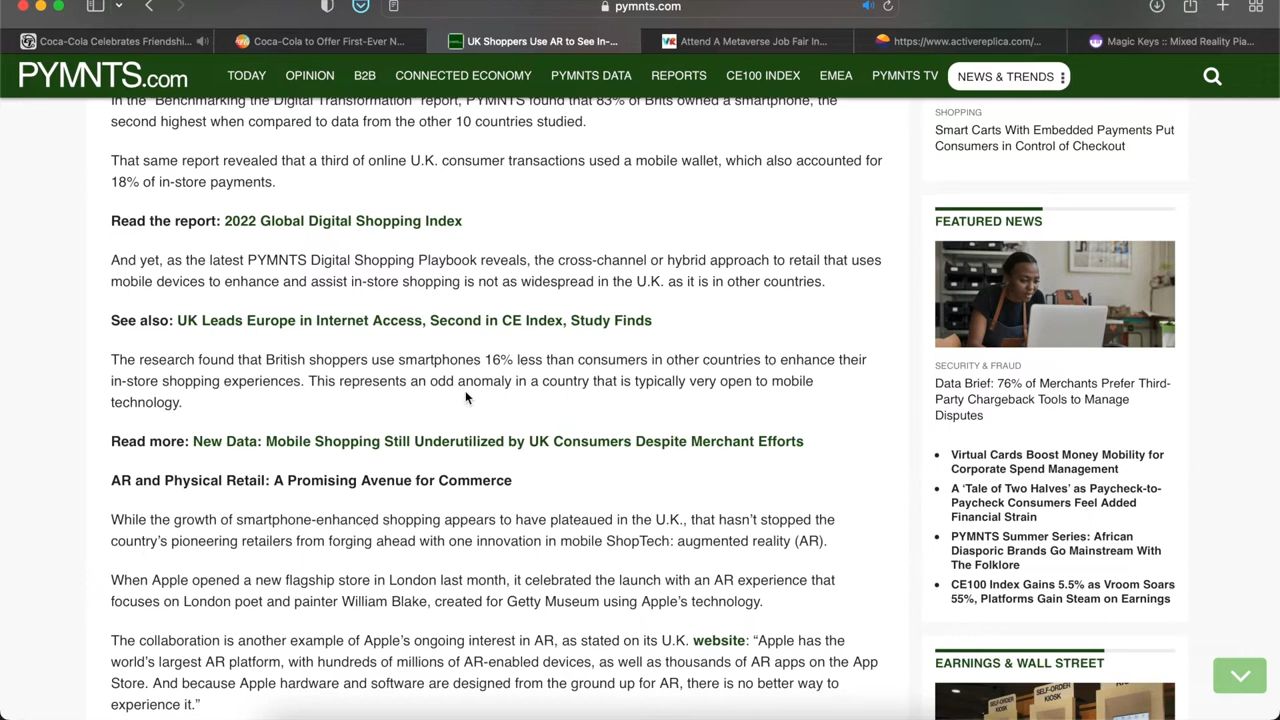 pymnts.com
Coca-Cola Celebrates Friendshi...
Coca-Cola to Offer First-Ever N...
UK Shoppers Use AR to See In-...
Attend A Metaverse Job Fair In...
https://www.activereplica.com/...
Magic Keys :: Mixed Reality Pia...
PYMNTS.com
TODAY
OPINION
B2B
CONNECTED ECONOMY
PYMNTS DATA
REPORTS
CE100 INDEX
EMEA
PYMNTS TV
NEWS & TRENDS
In the "Benchmarking the Digital Transformation" report, PYMNTS found that 83% of Brits owned a smartphone, the
second highest when compared to data from the other 10 countries studied.
That same report revealed that a third of online U.K. consumer transactions used a mobile wallet, which also accounted for
18% of in-store payments.
Read the report: 2022 Global Digital Shopping Index
And yet, as the latest PYMNTS Digital Shopping Playbook reveals, the cross-channel or hybrid approach to retail that uses
mobile devices to enhance and assist in-store shopping is not as widespread in the U.K. as it is in other countries.
See also: UK Leads Europe in Internet Access, Second in CE Index, Study Finds
The research found that British shoppers use smartphones 16% less than consumers in other countries to enhance their
in-store shopping experiences. This represents an odd anomaly in a country that is typically very open to mobile
technology.
Read more: New Data: Mobile Shopping Still Underutilized by UK Consumers Despite Merchant Efforts
AR and Physical Retail: A Promising Avenue for Commerce
While the growth of smartphone-enhanced shopping appears to have plateaued in the U.K., that hasn't stopped the
country's pioneering retailers from forging ahead with one innovation in mobile ShopTech: augmented reality (AR).
When Apple opened a new flagship store in London last month, it celebrated the launch with an AR experience that
focuses on London poet and painter William Blake, created for Getty Museum using Apple's technology.
The collaboration is another example of Apple's ongoing interest in AR, as stated on its U.K. website: “Apple has the
world's largest AR platform, with hundreds of millions of AR-enabled devices, as well as thousands of AR apps on the App
Store. And because Apple hardware and software are designed from the ground up for AR, there is no better way to
experience it.”
SHOPPING
Smart Carts With Embedded Payments Put
Consumers in Control of Checkout
FEATURED NEWS
SECURITY & FRAUD
Data Brief: 76% of Merchants Prefer Third-
Party Chargeback Tools to Manage
Disputes
Virtual Cards Boost Money Mobility for
Corporate Spend Management
A ‘Tale of Two Halves’ as Paycheck-to-
Paycheck Consumers Feel Added
Financial Strain
PYMNTS Summer Series: African
Diasporic Brands Go Mainstream With
The Folklore
CE100 Index Gains 5.5% as Vroom Soars
55%, Platforms Gain Steam on Earnings
EARNINGS & WALL STREET
SELF-ORDER
KIOSK
SELF-ORDER
KIOSK